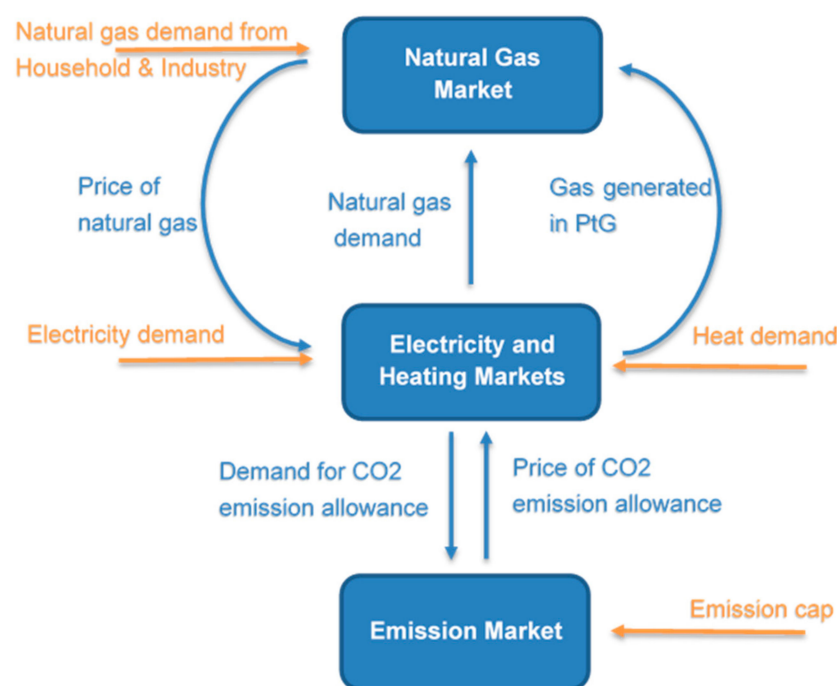 Natural gas demand from
Household & Industry
Natural Gas
Market
Price of
natural gas
Natural gas
demand
Gas generated
in PtG
Electricity demand
Electricity and
Heating Markets
Heat demand
Demand for CO2
emission allowance
Price of CO2
emission allowance
Emission Market
Emission cap